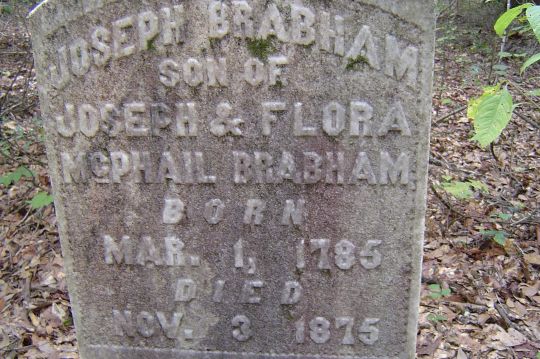 JOSEPH BRABHAM
SON OF
JOSEPH & FLORA
McPHAIL BRABHAM
BORN
MAR. 1, 1785
DIED
NOV. 3 1875